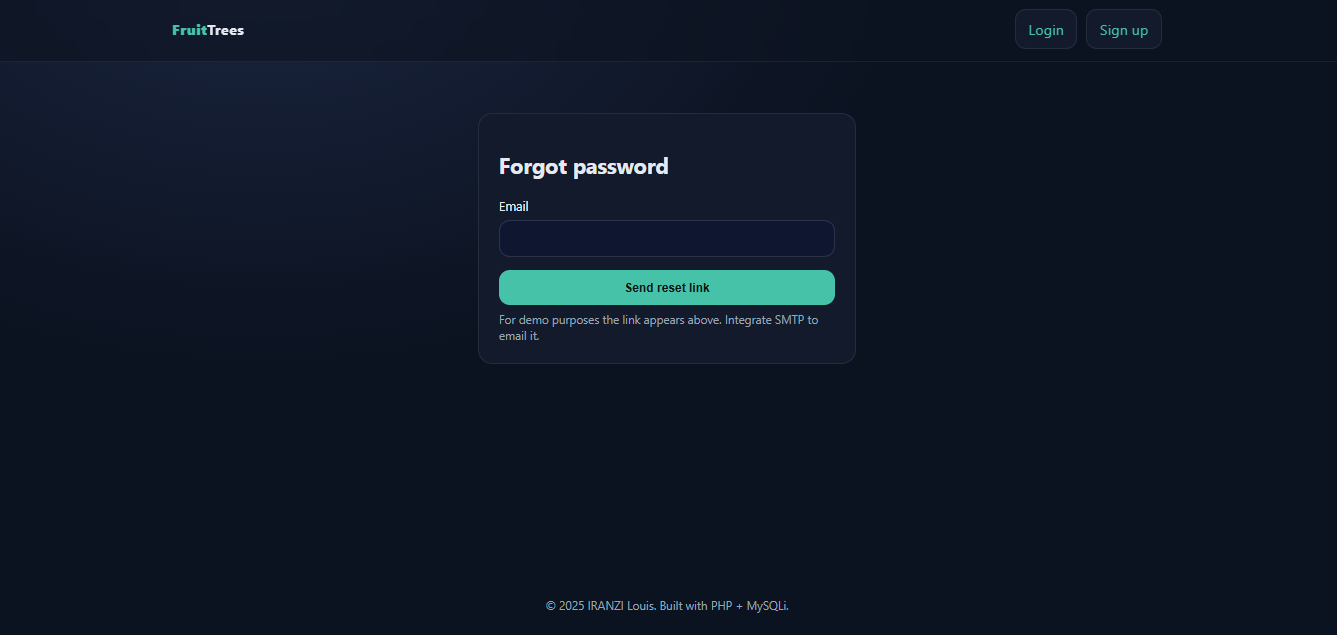 FruitTrees
Login
Sign up
Forgot password
Email
Send reset link
For demo purposes the link appears above. Integrate SMTP to
email it.
© 2025 IRANZI Louis. Built with PHP + MySQLi.